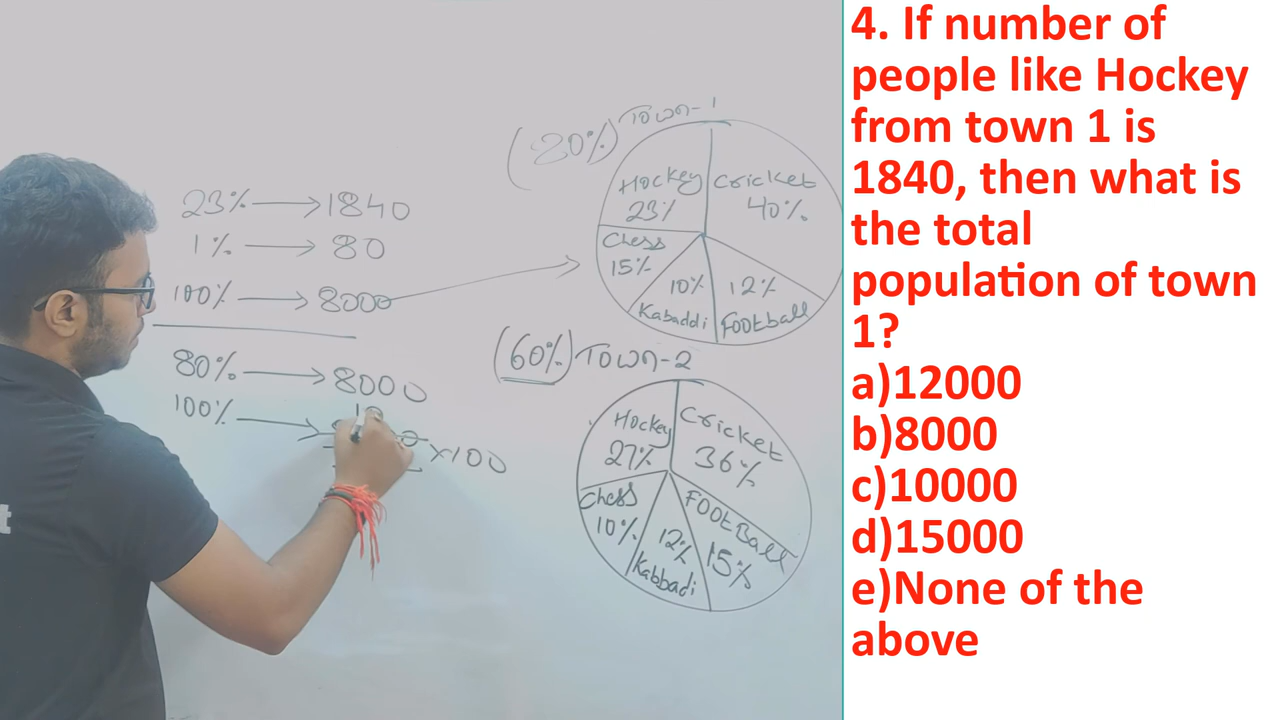 4. If number of
people like Hockey
from town 1 is
1840, then what is
the total
population of town
1?
a)12000
b)8000
c)10000
d)15000
e)None of the
above
23% → 1840
1% → 80
100% → 8000
80% → 8000
100% →
×100
(80%) Town-1
Hockey
23%
Cricket
40%
Chess
15%
10%
Kabaddi
12%
Football
(60%) Town-2
Hockey
27%
Cricket
36%
Chess
10%
12%
Kabbadi
FootBall
15%
t